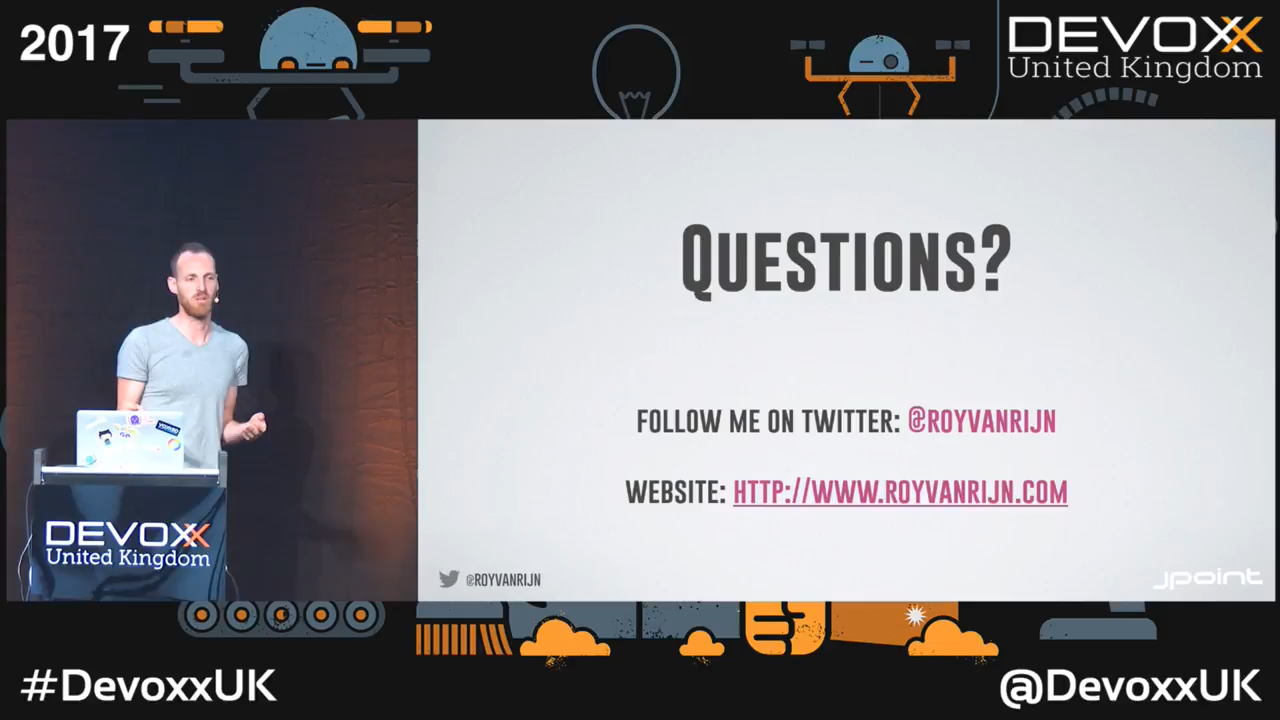 2017
DEVOXX
United Kingdom
QUESTIONS?
FOLLOW ME ON TWITTER: @ROYVANRIJN
WEBSITE: HTTP://WWW.ROYVANRIJN.COM
@ROYVANRIJN
jpoint
DEVOXX
United Kingdom
#DevoxxUK
@DevoxxUK